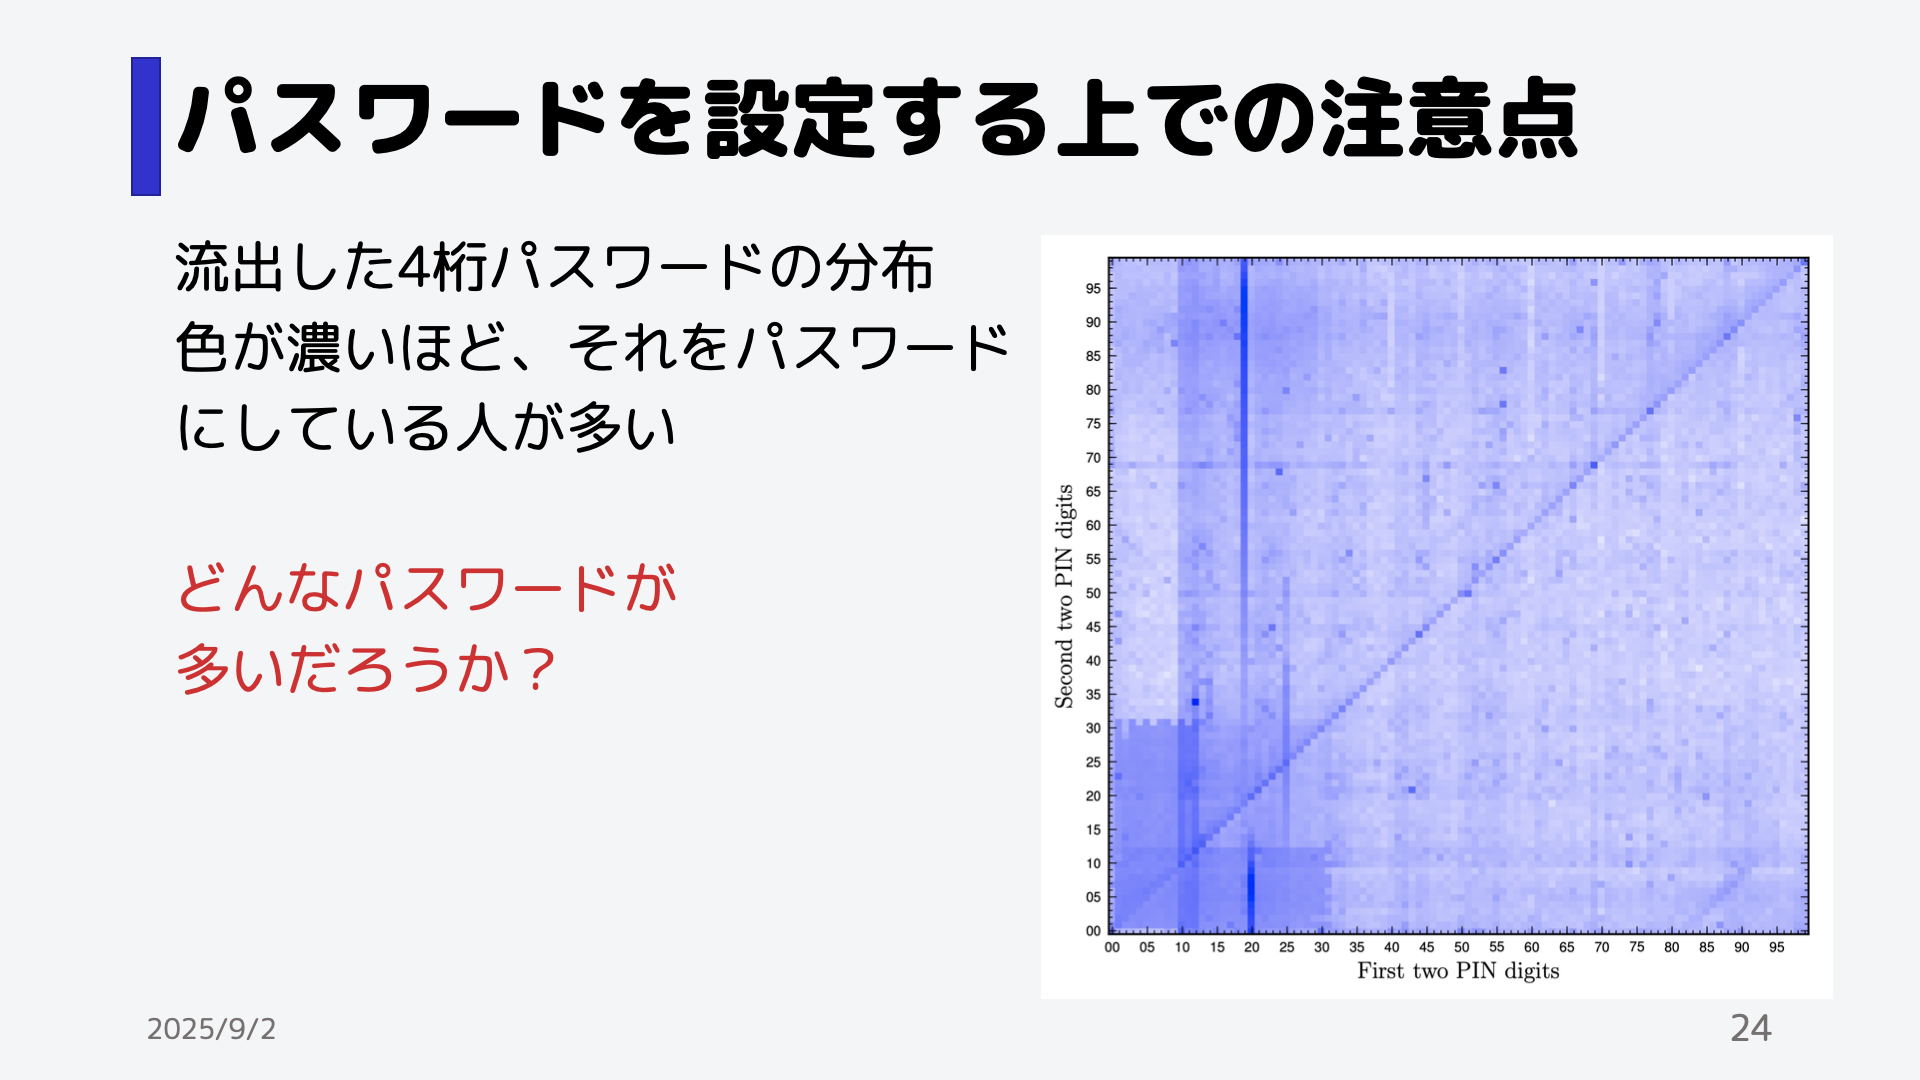 パスワードを設定する上での注意点
流出した4桁パスワードの分布
色が濃いほど、それをパスワード
にしている人が多い
どんなパスワードが
多いだろうか？
95
90
85
80
75
70
65
60
55
50
45
40
35
30
25
20
15
10
05
00
Second two PIN digits
00 05 10 15 20 25 30 35 40 45 50 55 60 65 70 75 80 85 90 95
First two PIN digits
2025/9/2
24